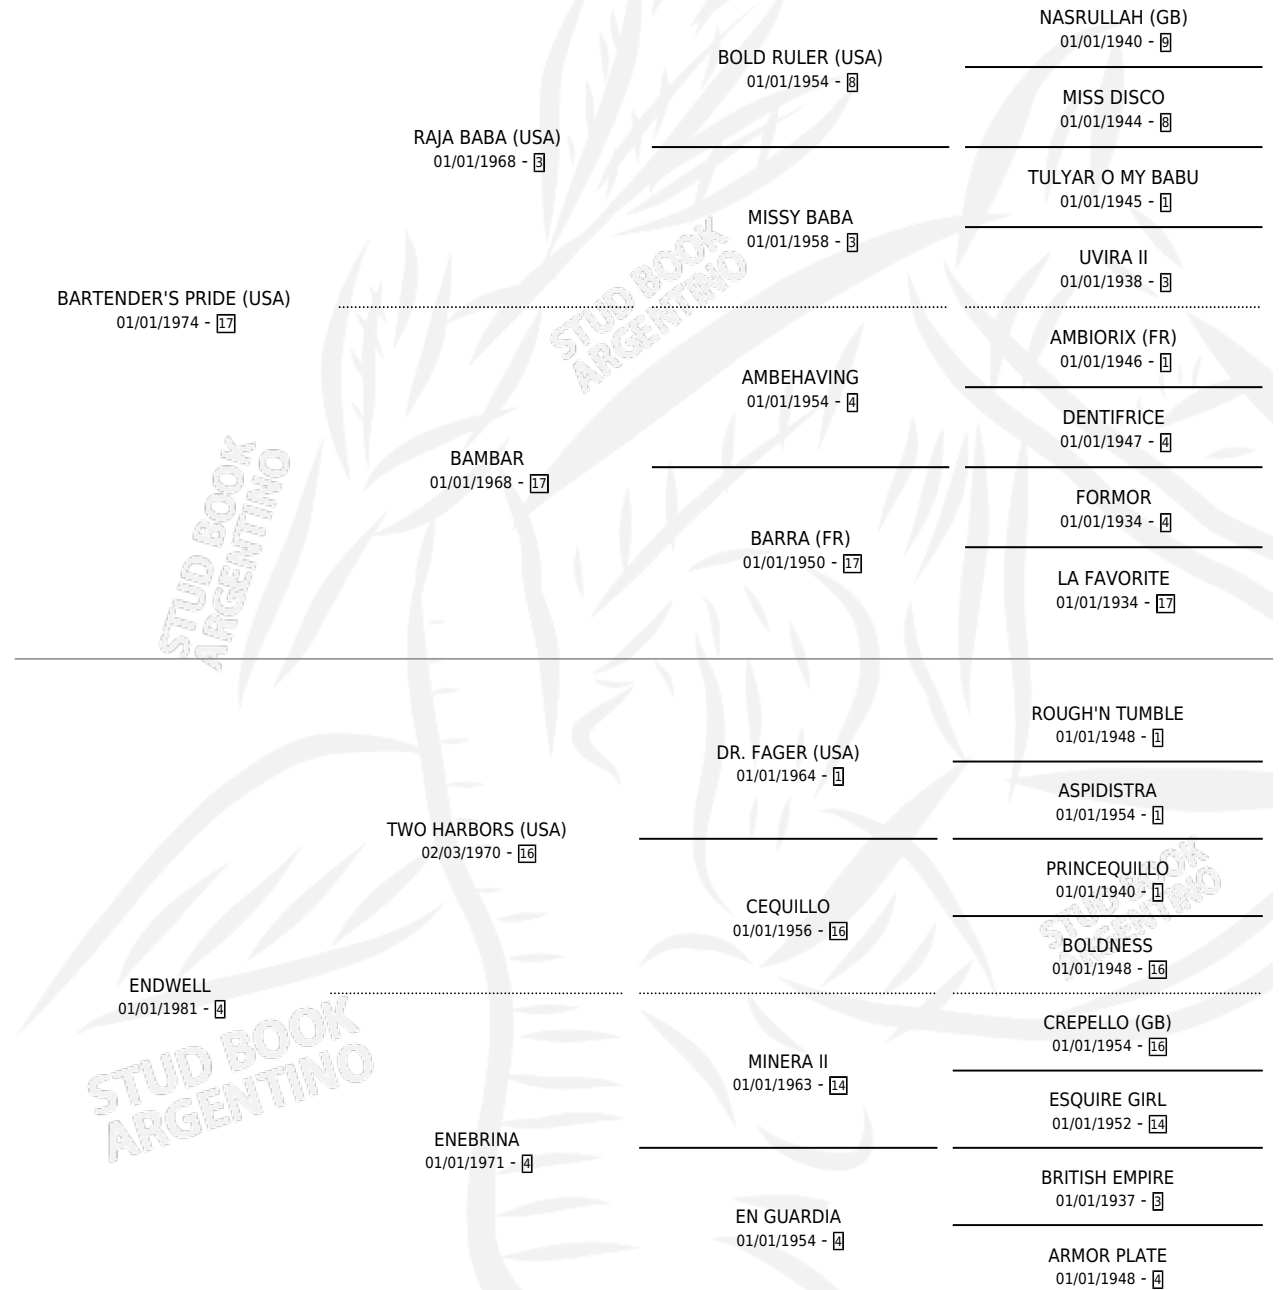 NASRULLAH (GB)
01/01/1940 - 9
BOLD RULER (USA)
01/01/1954 - 8
MISS DISCO
01/01/1944 - 8
RAJA BABA (USA)
01/01/1968 - 3
TULYAR O MY BABU
01/01/1945 - 1
MISSY BABA
01/01/1958 - 3
UVIRA II
01/01/1938 - 3
BARTENDER'S PRIDE (USA)
01/01/1974 - 17
AMBIORIX (FR)
01/01/1946 - 1
AMBEHAVING
01/01/1954 - 4
DENTIFRICE
01/01/1947 - 4
BAMBAR
01/01/1968 - 17
FORMOR
01/01/1934 - 4
BARRA (FR)
01/01/1950 - 17
LA FAVORITE
01/01/1934 - 17
ROUGH'N TUMBLE
01/01/1948 - 1
DR. FAGER (USA)
01/01/1964 - 1
ASPIDISTRA
01/01/1954 - 1
TWO HARBORS (USA)
02/03/1970 - 16
PRINCEQUILLO
01/01/1940 - 1
CEQUILLO
01/01/1956 - 16
BOLDNESS
01/01/1948 - 16
ENDWELL
01/01/1981 - 4
CREPELLO (GB)
01/01/1954 - 16
MINERA II
01/01/1963 - 14
ESQUIRE GIRL
01/01/1952 - 14
ENEBRINA
01/01/1971 - 4
BRITISH EMPIRE
01/01/1937 - 3
EN GUARDIA
01/01/1954 - 4
ARMOR PLATE
01/01/1948 - 4
STUD BOOK
ARGENTINO
STUD BOOK
ARGENTINO
STUD BOOK
ARGENTINO
STUD BOOK
ARGENTINO